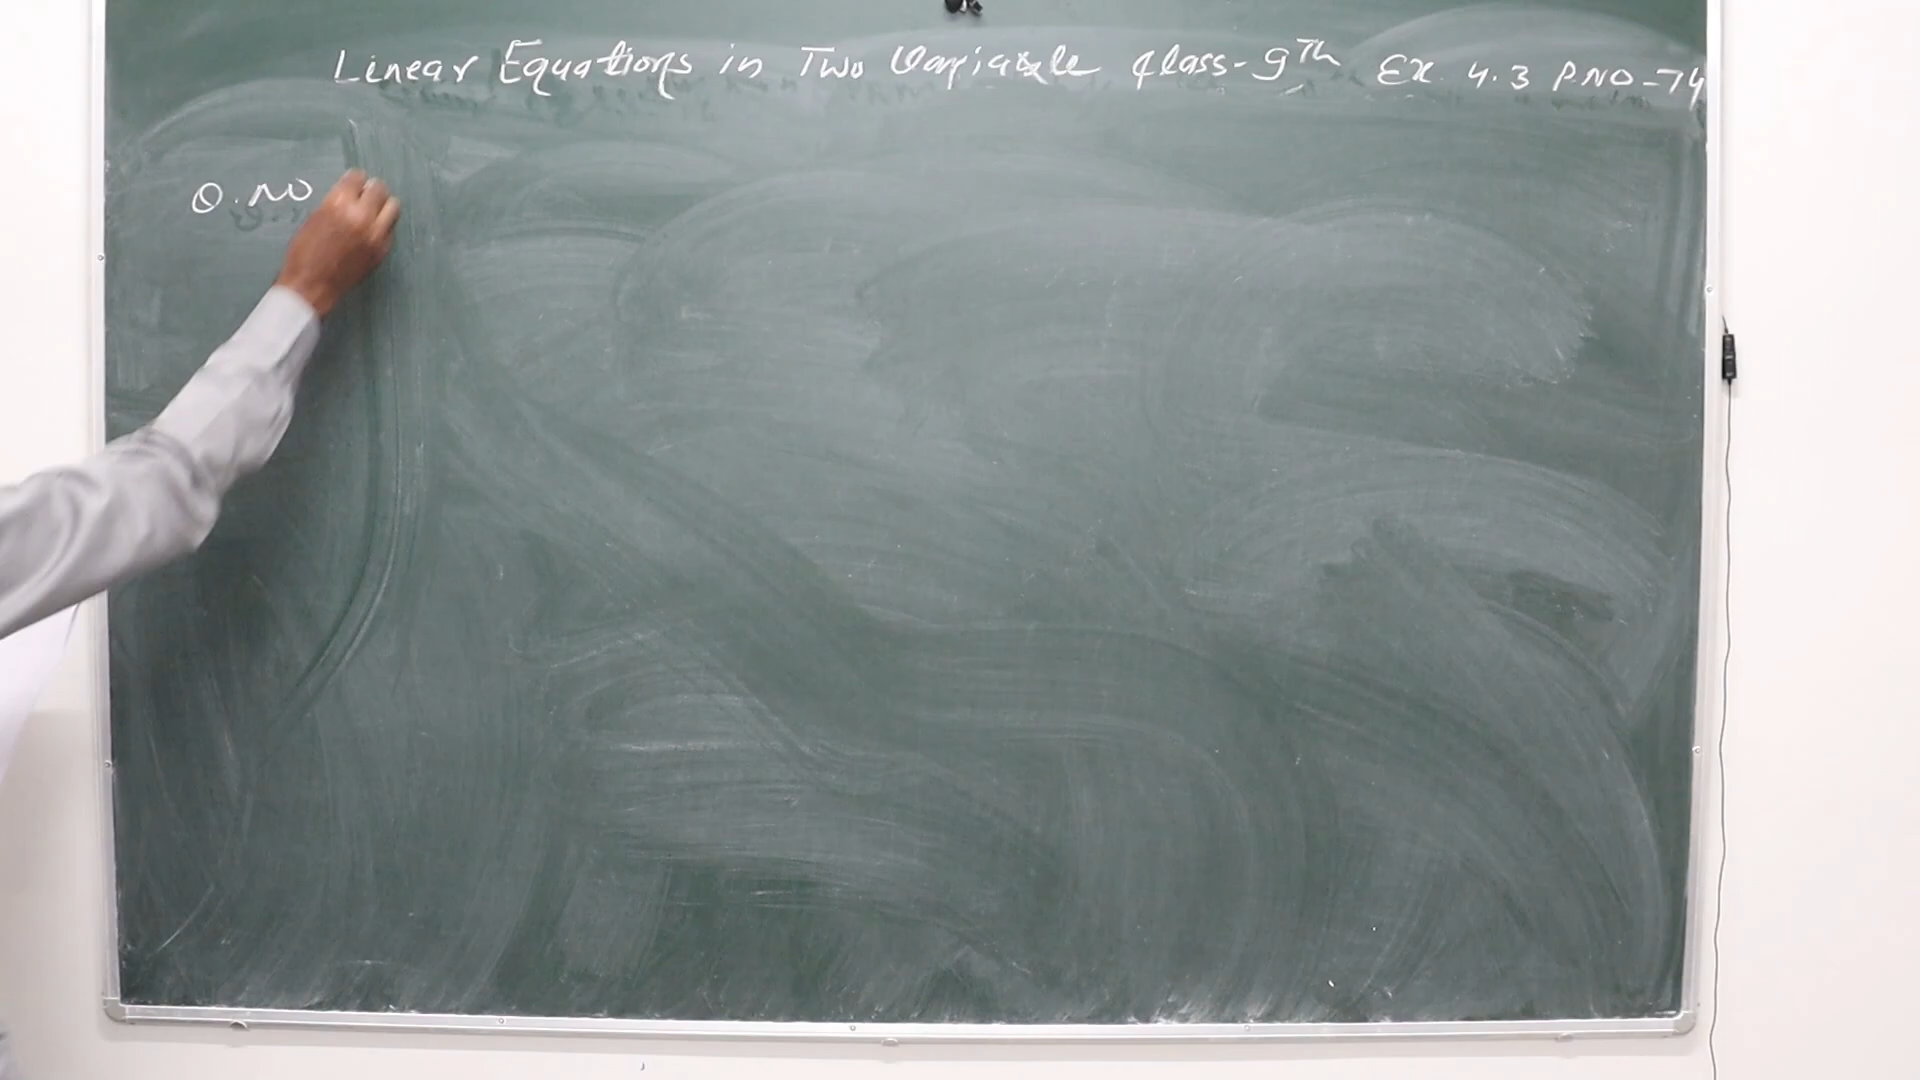 Linear Equations in Two Variable Class-9th Ex 4.3 P.NO-74
Q.NO